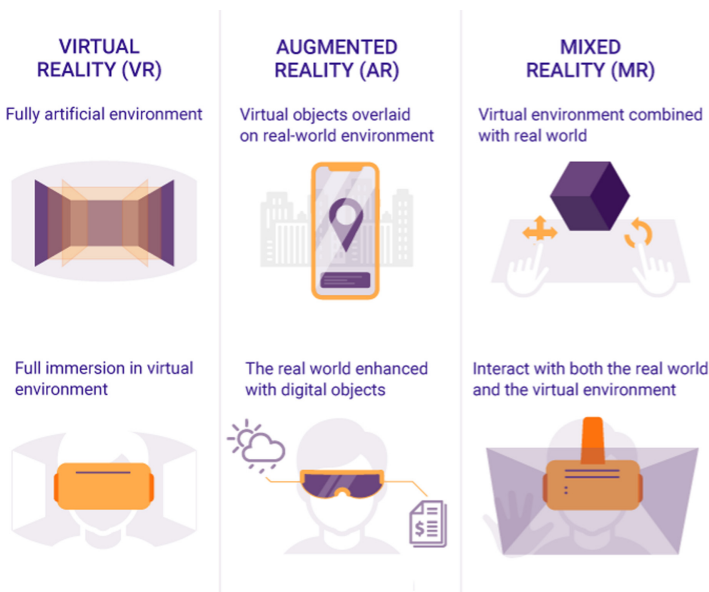 VIRTUAL
REALITY (VR)
Fully artificial environment
Full immersion in virtual
environment
AUGMENTED
REALITY (AR)
Virtual objects overlaid
on real-world environment
The real world enhanced
with digital objects
$
MIXED
REALITY (MR)
Virtual environment combined
with real world
Interact with both the real world
and the virtual environment